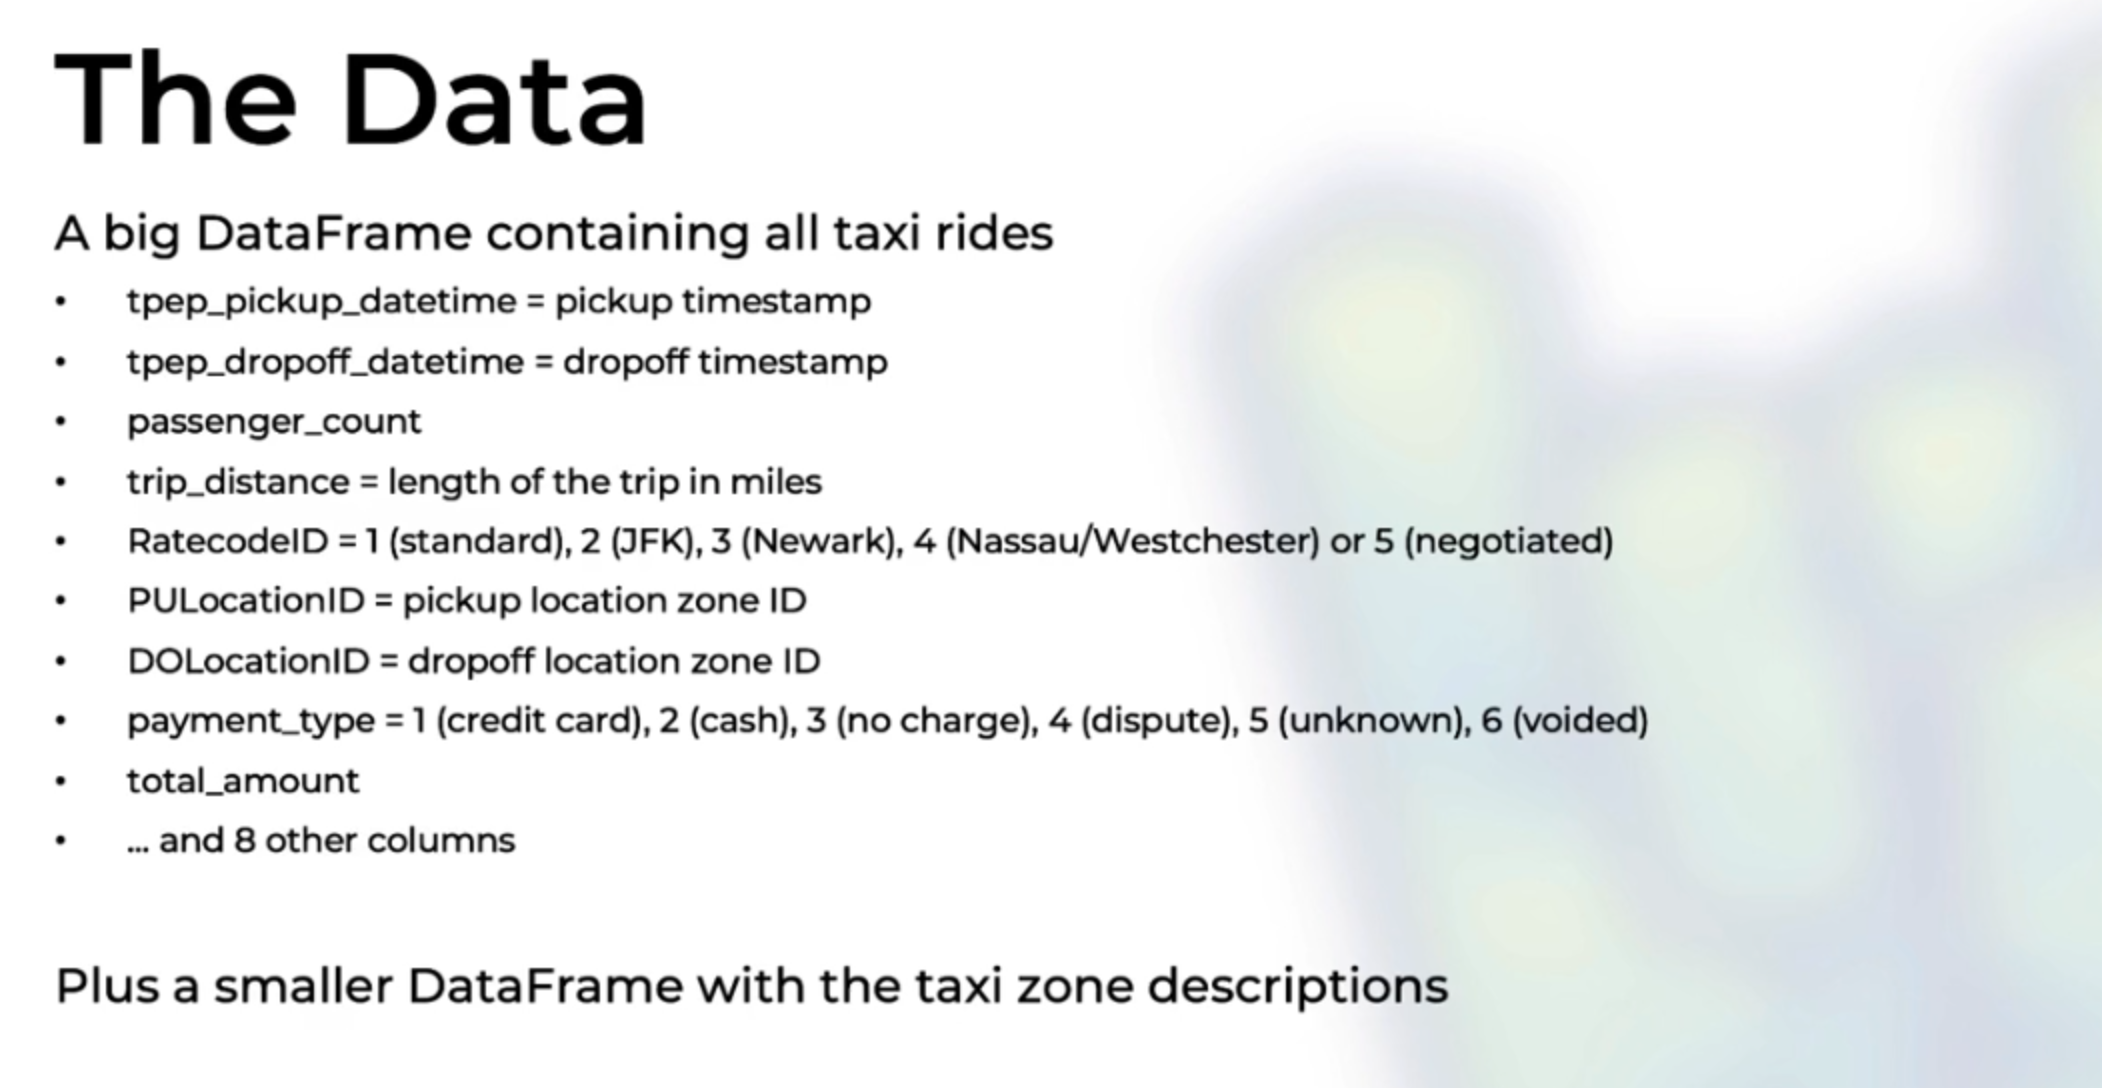 The Data
A big DataFrame containing all taxi rides
• tpep_pickup_datetime = pickup timestamp
• tpep_dropoff_datetime = dropoff timestamp
• passenger_count
• trip_distance = length of the trip in miles
• RatecodeID = 1 (standard), 2 (JFK), 3 (Newark), 4 (Nassau/Westchester) or 5 (negotiated)
• PULocationID = pickup location zone ID
• DOLocationID = dropoff location zone ID
• payment_type = 1 (credit card), 2 (cash), 3 (no charge), 4 (dispute), 5 (unknown), 6 (voided)
• total_amount
• ... and 8 other columns
Plus a smaller DataFrame with the taxi zone descriptions